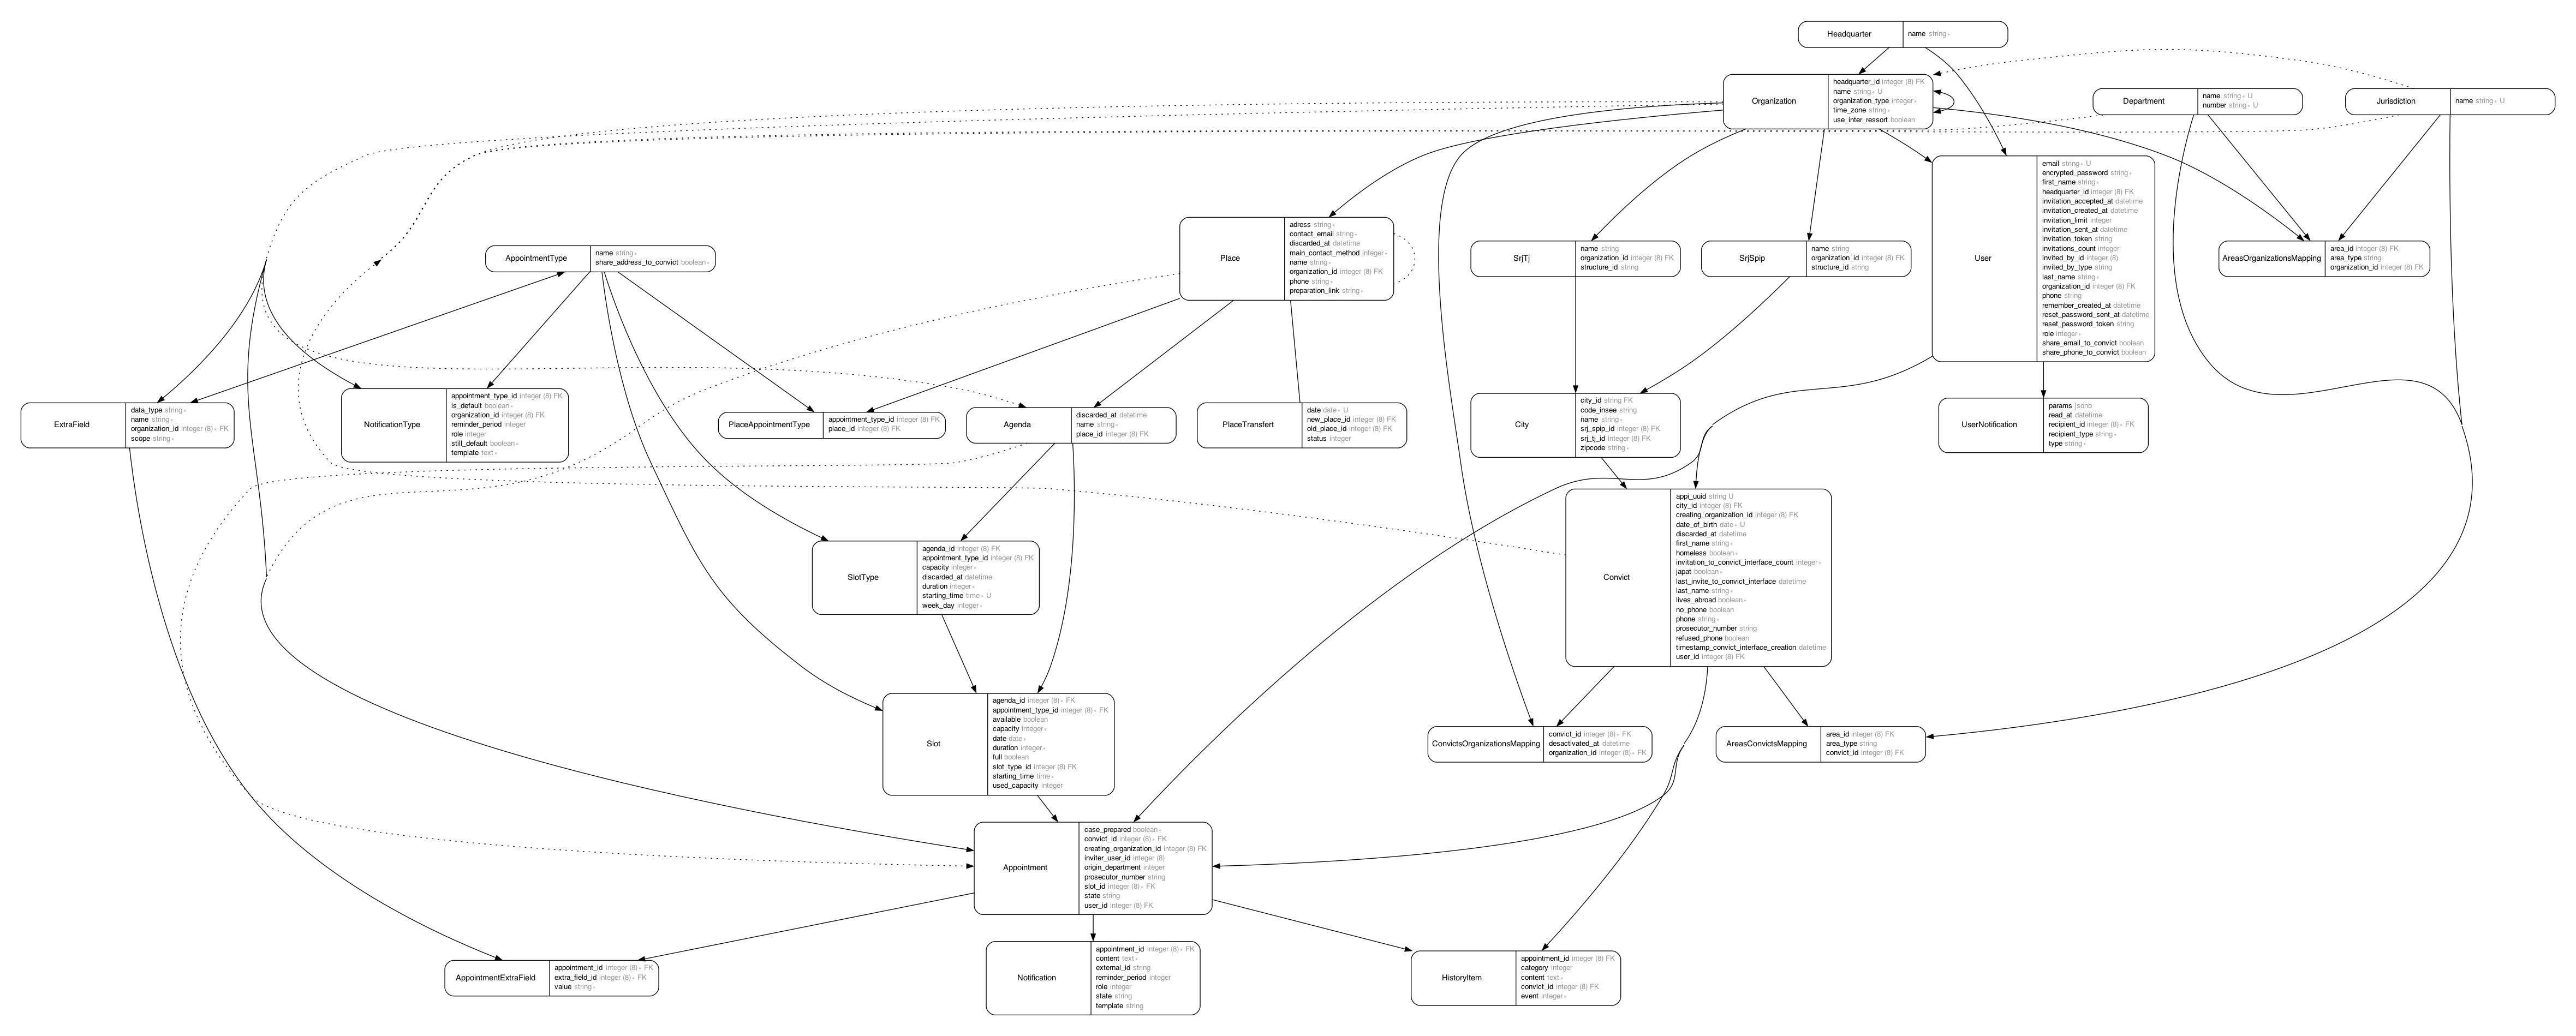 Headquarter
name string∗
Organization
headquarter_id integer (8) FK
name string∗ U
organization_type integer∗
time_zone string∗
use_inter_ressort boolean
Department
name string∗ U
number string∗ U
Jurisdiction
name string∗ U
User
email string∗ U
encrypted_password string∗
first_name string∗
headquarter_id integer (8) FK
invitation_accepted_at datetime
invitation_created_at datetime
invitation_limit integer
invitation_sent_at datetime
invitation_token string
invitations_count integer
invited_by_id integer (8)
invited_by_type string
last_name string∗
organization_id integer (8) FK
phone string
remember_created_at datetime
reset_password_sent_at datetime
reset_password_token string
role integer∗
share_email_to_convict boolean
share_phone_to_convict boolean
Place
adress string∗
contact_email string∗
discarded_at datetime
main_contact_method integer∗
name string∗
organization_id integer (8) FK
phone string∗
preparation_link string∗
AppointmentType
name string∗
share_address_to_convict boolean∗
SrjTj
name string
organization_id integer (8) FK
structure_id string
SrjSpip
name string
organization_id integer (8) FK
structure_id string
AreasOrganizationsMapping
area_id integer (8) FK
area_type string
organization_id integer (8) FK
ExtraField
data_type string∗
name string∗
organization_id integer (8)∗ FK
scope string∗
NotificationType
appointment_type_id integer (8) FK
is_default boolean∗
organization_id integer (8) FK
reminder_period integer
role integer
still_default boolean∗
template text∗
PlaceAppointmentType
appointment_type_id integer (8) FK
place_id integer (8) FK
Agenda
discarded_at datetime
name string∗
place_id integer (8) FK
PlaceTransfert
date date∗ U
new_place_id integer (8) FK
old_place_id integer (8) FK
status integer
City
city_id string FK
code_insee string
name string∗
srj_spip_id integer (8) FK
srj_tj_id integer (8) FK
zipcode string∗
UserNotification
params jsonb
read_at datetime
recipient_id integer (8)∗ FK
recipient_type string∗
type string∗
Convict
appi_uuid string U
city_id integer (8) FK
creating_organization_id integer (8) FK
date_of_birth date∗ U
discarded_at datetime
first_name string∗
homeless boolean∗
invitation_to_convict_interface_count integer∗
japat boolean∗
last_invite_to_convict_interface datetime
last_name string∗
lives_abroad boolean∗
no_phone boolean
phone string∗
prosecutor_number string
refused_phone boolean
timestamp_convict_interface_creation datetime
user_id integer (8) FK
SlotType
agenda_id integer (8) FK
appointment_type_id integer (8) FK
capacity integer∗
discarded_at datetime
duration integer∗
starting_time time∗ U
week_day integer∗
Slot
agenda_id integer (8)∗ FK
appointment_type_id integer (8)∗ FK
available boolean
capacity integer∗
date date∗
duration integer∗
full boolean
slot_type_id integer (8) FK
starting_time time∗
used_capacity integer
ConvictsOrganizationsMapping
convict_id integer (8)∗ FK
desactivated_at datetime
organization_id integer (8)∗ FK
AreasConvictsMapping
area_id integer (8) FK
area_type string
convict_id integer (8) FK
Appointment
case_prepared boolean∗
convict_id integer (8)∗ FK
creating_organization_id integer (8) FK
inviter_user_id integer (8)
origin_department integer
prosecutor_number string
slot_id integer (8)∗ FK
state string
user_id integer (8) FK
AppointmentExtraField
appointment_id integer (8)∗ FK
extra_field_id integer (8)∗ FK
value string∗
Notification
appointment_id integer (8)∗ FK
content text∗
external_id string
reminder_period integer
role integer
state string
template string
HistoryItem
appointment_id integer (8) FK
category integer
content text∗
convict_id integer (8) FK
event integer∗